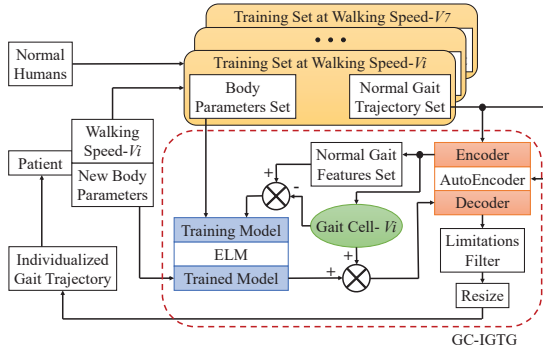 Training Set at Walking Speed-V7
• • •
Training Set at Walking Speed-Vi
Normal
Humans
Body
Parameters Set
Normal Gait
Trajectory Set
Walking
Speed-Vi
Patient
New Body
Parameters
Normal Gait
Features Set
Encoder
AutoEncoder
Decoder
+
-
Gait Cell- Vi
Training Model
ELM
Trained Model
+
+
Limitations
Filter
Individualized
Gait Trajectory
Resize
GC-IGTG